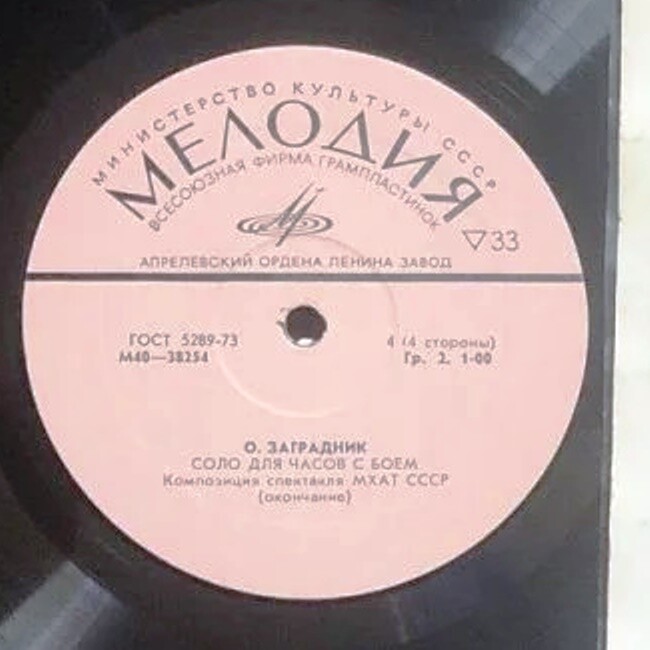 МИНИСТЕРСТВО КУЛЬТУРЫ СССР
МЕЛОДИЯ
ВСЕСОЮЗНАЯ ФИРМА ГРАМПЛАСТИНОК
▽33
АПРЕЛЕВСКИЙ ОРДЕНА ЛЕНИНА ЗАВОД
ГОСТ 5289-73 4 (4 стороны)
М40—38254 Гр. 2. 1-00
О. ЗАГРАДНИК
СОЛО ДЛЯ ЧАСОВ С БОЕМ
Композиция спектакля МХАТ СССР
(окончание)